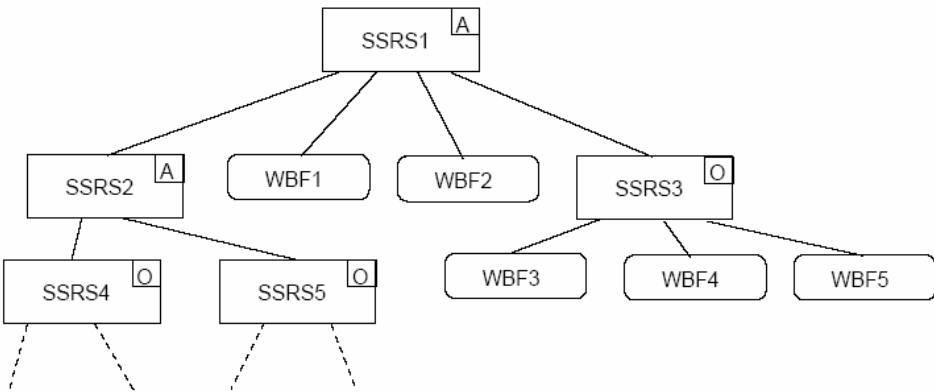 SSRS1 A
SSRS2 A
WBF1
WBF2
SSRS3 O
SSRS4 O
SSRS5 O
WBF3
WBF4
WBF5